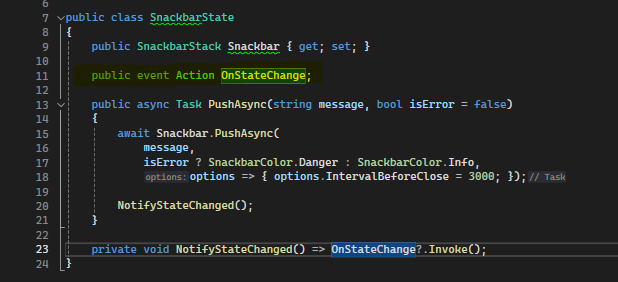 6
7 public class SnackbarState
8 {
9 public SnackbarStack Snackbar { get; set; }
10
11 public event Action OnStateChange;
12
13 public async Task PushAsync(string message, bool isError = false)
14 {
15 await Snackbar.PushAsync(
16 message,
17 isError ? SnackbarColor.Danger : SnackbarColor.Info,
18 options: options => { options.IntervalBeforeClose = 3000; }); // Task
19
20 NotifyStateChanged();
21 }
22
23 private void NotifyStateChanged() => OnStateChange?.Invoke();
24 }